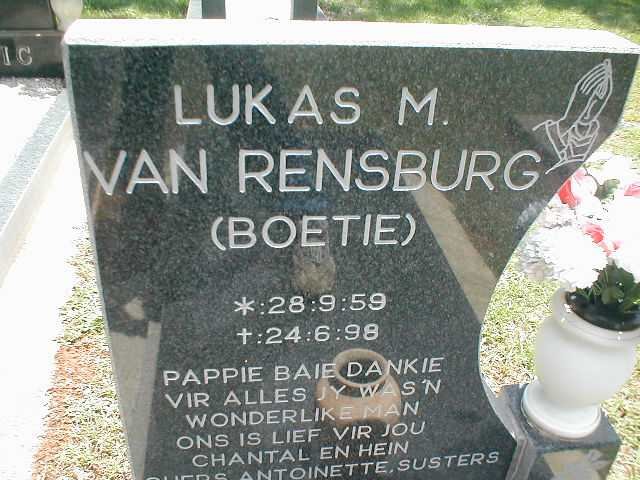 IC
LUKAS M.
VAN RENSBURG
(BOETIE)
*:28:9:59
†:24:6:98
PAPPIE BAIE DANKIE
VIR ALLES JY WAS'N
WONDERLIKE MAN
ONS IS LIEF VIR JOU
CHANTAL EN HEIN
OUERS ANTOINETTE, SUSTERS